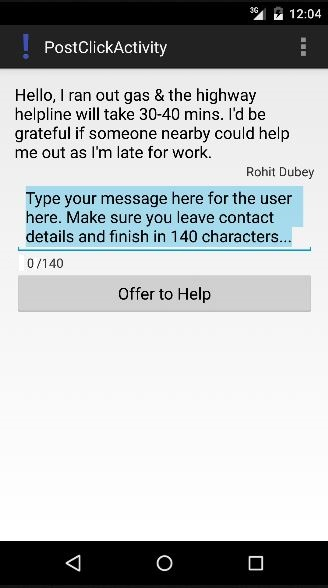 3G 12:04
! PostClickActivity
Hello, I ran out gas & the highway
helpline will take 30-40 mins. I'd be
grateful if someone nearby could help
me out as I'm late for work.
Rohit Dubey
Type your message here for the user
here. Make sure you leave contact
details and finish in 140 characters...
0 /140
Offer to Help